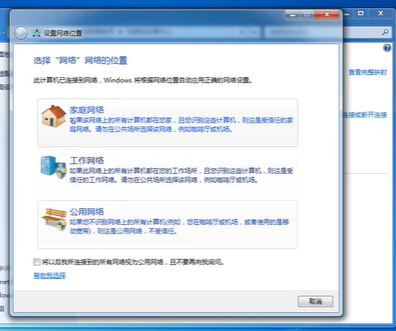 设置网络位置
选择“网络”网络的位置
此计算机已连接到网络，Windows 将根据网络位置自动应用正确的网络设置。
查看完整映射
家庭网络
如果该网络上的所有计算机都在您家，且您识别这些计算机，则这是受信任的家
庭网络。请勿在公共场所选择该网络，例如咖啡厅或机场。
连接或断开连接
工作网络
如果此网络上的所有计算机都在您的工作场所，且您识别这些计算机，则这是受
信任的工作网络。请勿在公共场所选择该网络，例如咖啡厅或机场。
公用网络
如果您不识别网络上的所有计算机(例如，您在咖啡厅或机场，或者使用的是移
动宽带)，则这是公用网络，不受信任。
将以后我所连接到的所有网络视为公用网络，且不要再向我询问。
帮助我选择
取消